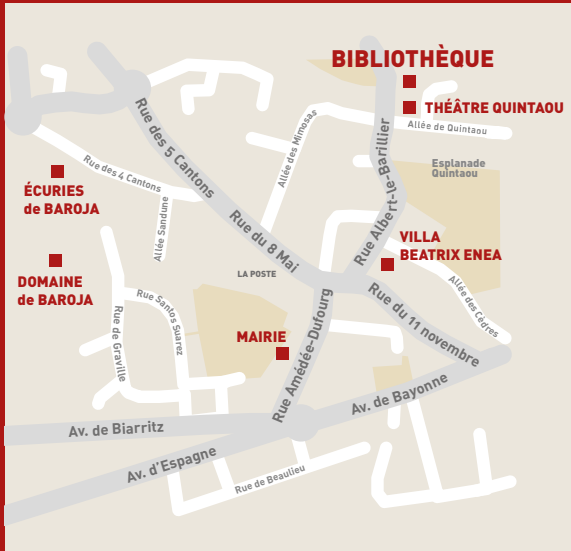 BIBLIOTHÈQUE
THÉÂTRE QUINTAOU
Allée de Quintaou
Rue des 5 Cantons
Allée des Mimosas
Rue Albert-le-Barillier
Esplanade
Quintaou
Rue des 4 Cantons
ÉCURIES
de BAROJA
Allée Sandune
Rue du 8 Mai
VILLA
BEATRIX ENEA
LA POSTE
DOMAINE
de BAROJA
Allée des Cèdres
Rue Santos Suarez
Rue de Graville
MAIRIE
Rue Amédée-Dufourg
Rue du 11 novembre
Av. de Biarritz
Av. de Bayonne
Av. d'Espagne
Rue de Beaulieu